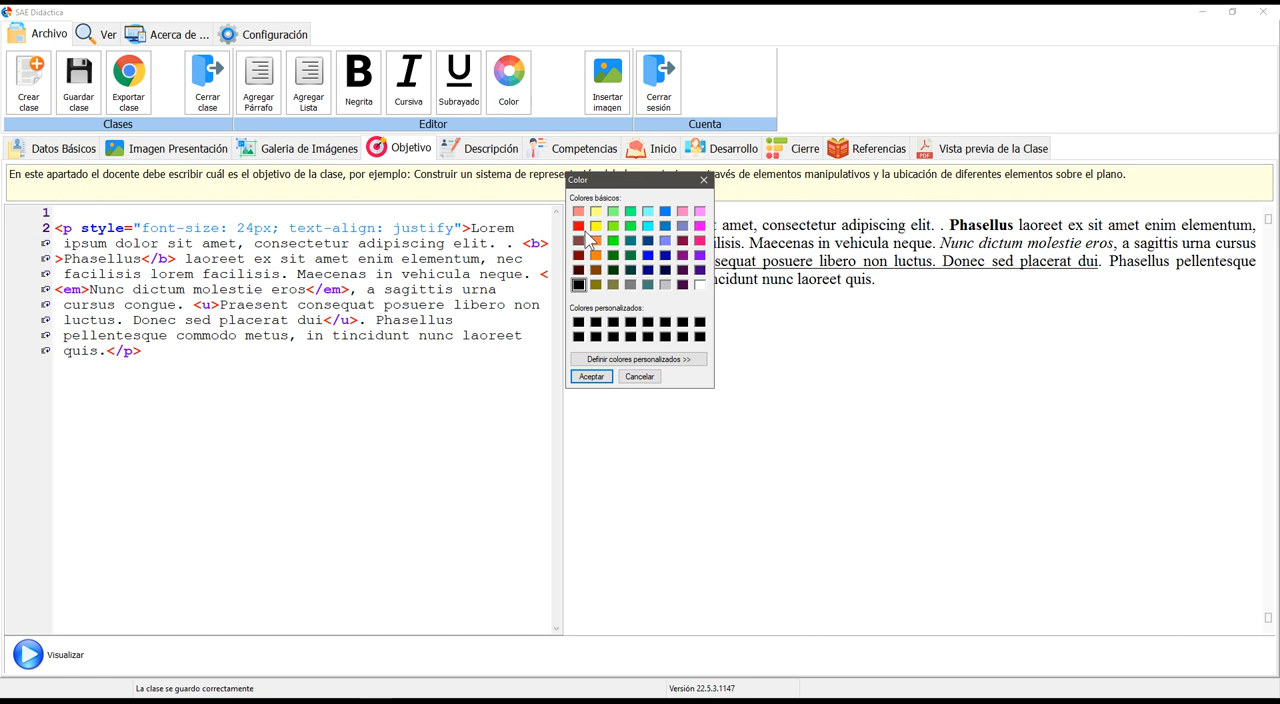 SAE Didáctica
Archivo Ver Acerca de ... Configuración
Crear clase
Guardar clase
Exportar clase
Cerrar clase
Agregar Párrafo
Agregar Lista
Negrita
Cursiva
Subrayado
Color
Insertar imagen
Cerrar sesión
Clases Editor Cuenta
Datos Básicos Imagen Presentación Galeria de Imágenes Objetivo Descripción Competencias Inicio Desarrollo Cierre Referencias Vista previa de la Clase
En este apartado el docente debe escribir cuál es el objetivo de la clase, por ejemplo: Construir un sistema de repres través de elementos manipulativos y la ubicación de diferentes elementos sobre el plano.
1
2 <p style="font-size: 24px; text-align: justify">Lorem
ipsum dolor sit amet, consectetur adipiscing elit. . <b
>Phasellus</b> laoreet ex sit amet enim elementum, nec
facilisis lorem facilisis. Maecenas in vehicula neque. <
<em>Nunc dictum molestie eros</em>, a sagittis urna
cursus congue. <u>Praesent consequat posuere libero non
luctus. Donec sed placerat dui</u>. Phasellus
pellentesque commodo metus, in tincidunt nunc laoreet
quis.</p>
Color
Colores básicos:
Colores personalizados:
Definir colores personalizados >>
Aceptar Cancelar
t amet, consectetur adipiscing elit. . Phasellus laoreet ex sit amet enim elementum,
ilisis. Maecenas in vehicula neque. Nunc dictum molestie eros, a sagittis urna cursus
sequat posuere libero non luctus. Donec sed placerat dui. Phasellus pellentesque
cidunt nunc laoreet quis.
Visualizar
La clase se guardo correctamente Versión 22.5.3.1147